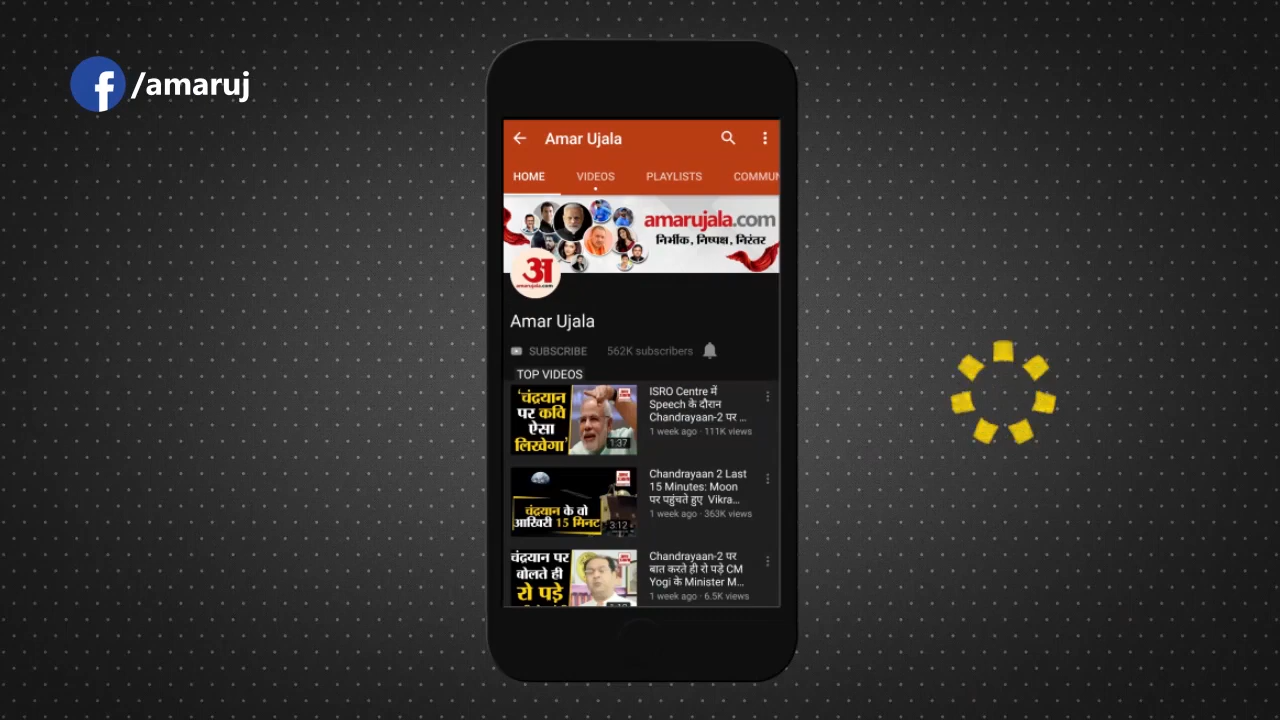 /amaruj
Amar Ujala
HOME VIDEOS PLAYLISTS COMMUN
amarujala.com
निर्भीक, निष्पक्ष, निरंतर
अ
amarujala.com
Amar Ujala
SUBSCRIBE 562K subscribers
TOP VIDEOS
'चंद्रयान
पर कवि
ऐसा
लिखेगा'
1:37
ISRO Centre में
Speech के दौरान
Chandrayaan-2 पर ...
1 week ago · 111K views
चंद्रयान के वो
आखिरी 15 मिनट
3:12
Chandrayaan 2 Last
15 Minutes: Moon
पर पहुंचते हुए Vikra...
1 week ago · 363K views
चंद्रयान पर
बोलते ही
रो पड़े
Chandrayaan-2 पर
बात करते ही रो पड़े CM
Yogi के Minister M...
1 week ago · 6.5K views